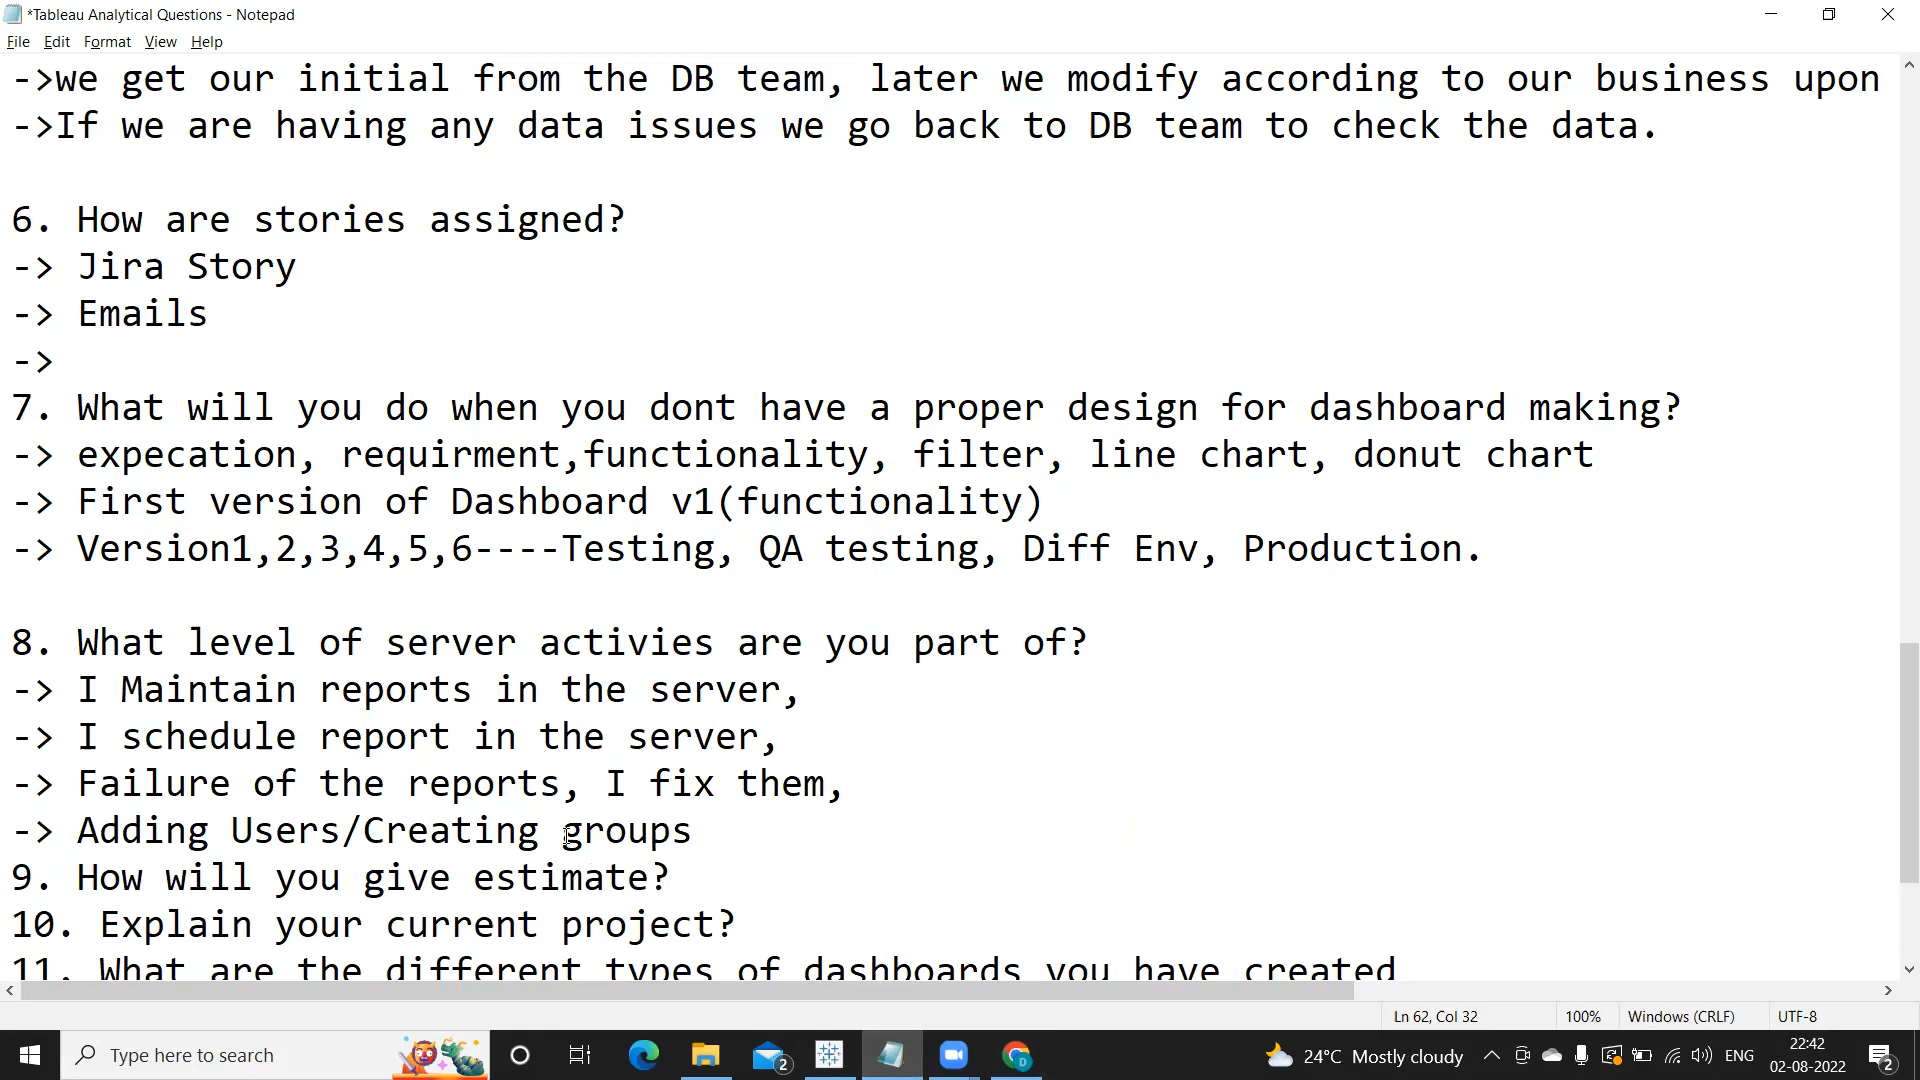 *Tableau Analytical Questions - Notepad
File Edit Format View Help
->we get our initial from the DB team, later we modify according to our business upon
->If we are having any data issues we go back to DB team to check the data.
6. How are stories assigned?
-> Jira Story
-> Emails
->
7. What will you do when you dont have a proper design for dashboard making?
-> expecation, requirment,functionality, filter, line chart, donut chart
-> First version of Dashboard v1(functionality)
-> Version1,2,3,4,5,6----Testing, QA testing, Diff Env, Production.
8. What level of server activies are you part of?
-> I Maintain reports in the server,
-> I schedule report in the server,
-> Failure of the reports, I fix them,
-> Adding Users/Creating groups
9. How will you give estimate?
10. Explain your current project?
11. What are the different types of dashboards you have created
Ln 62, Col 32 100% Windows (CRLF) UTF-8
Type here to search 2 D 24°C Mostly cloudy ENG 22:42 2
02-08-2022